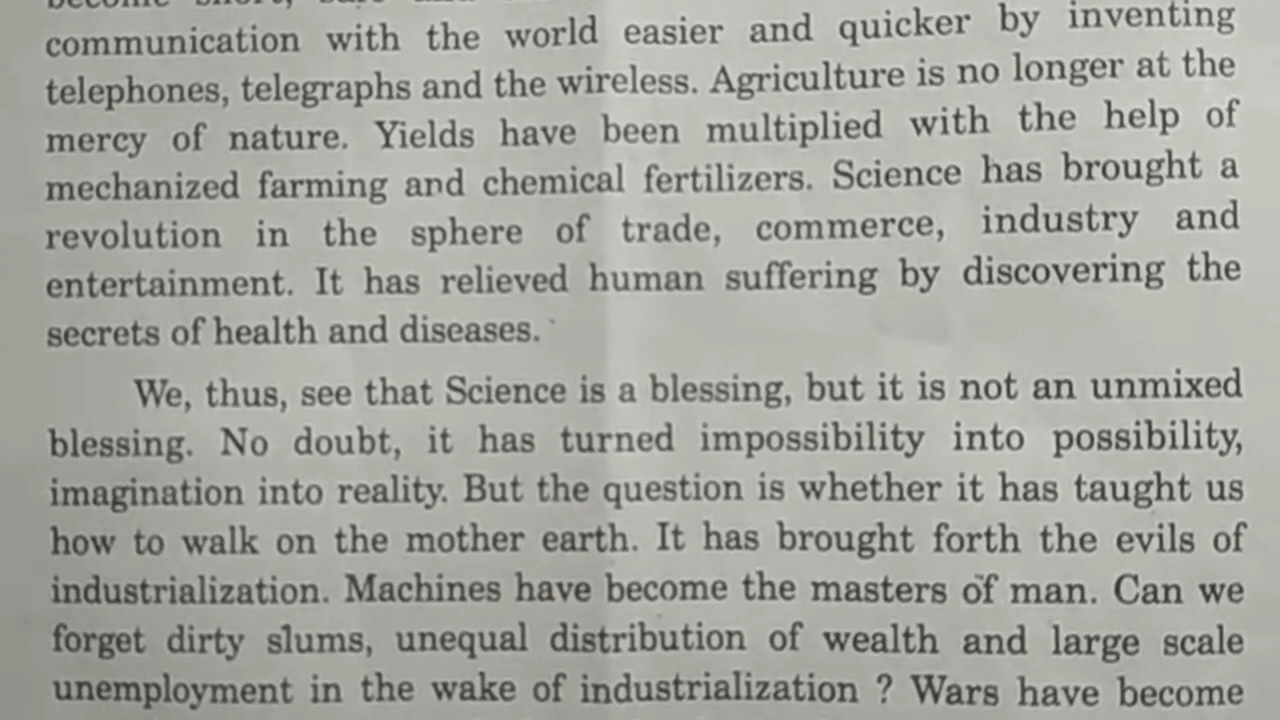 communication with the world easier and quicker by inventing
telephones, telegraphs and the wireless. Agriculture is no longer at the
mercy of nature. Yields have been multiplied with the help of
mechanized farming and chemical fertilizers. Science has brought a
revolution in the sphere of trade, commerce, industry and
entertainment. It has relieved human suffering by discovering the
secrets of health and diseases.
We, thus, see that Science is a blessing, but it is not an unmixed
blessing. No doubt, it has turned impossibility into possibility,
imagination into reality. But the question is whether it has taught us
how to walk on the mother earth. It has brought forth the evils of
industrialization. Machines have become the masters of man. Can we
forget dirty slums, unequal distribution of wealth and large scale
unemployment in the wake of industrialization ? Wars have become